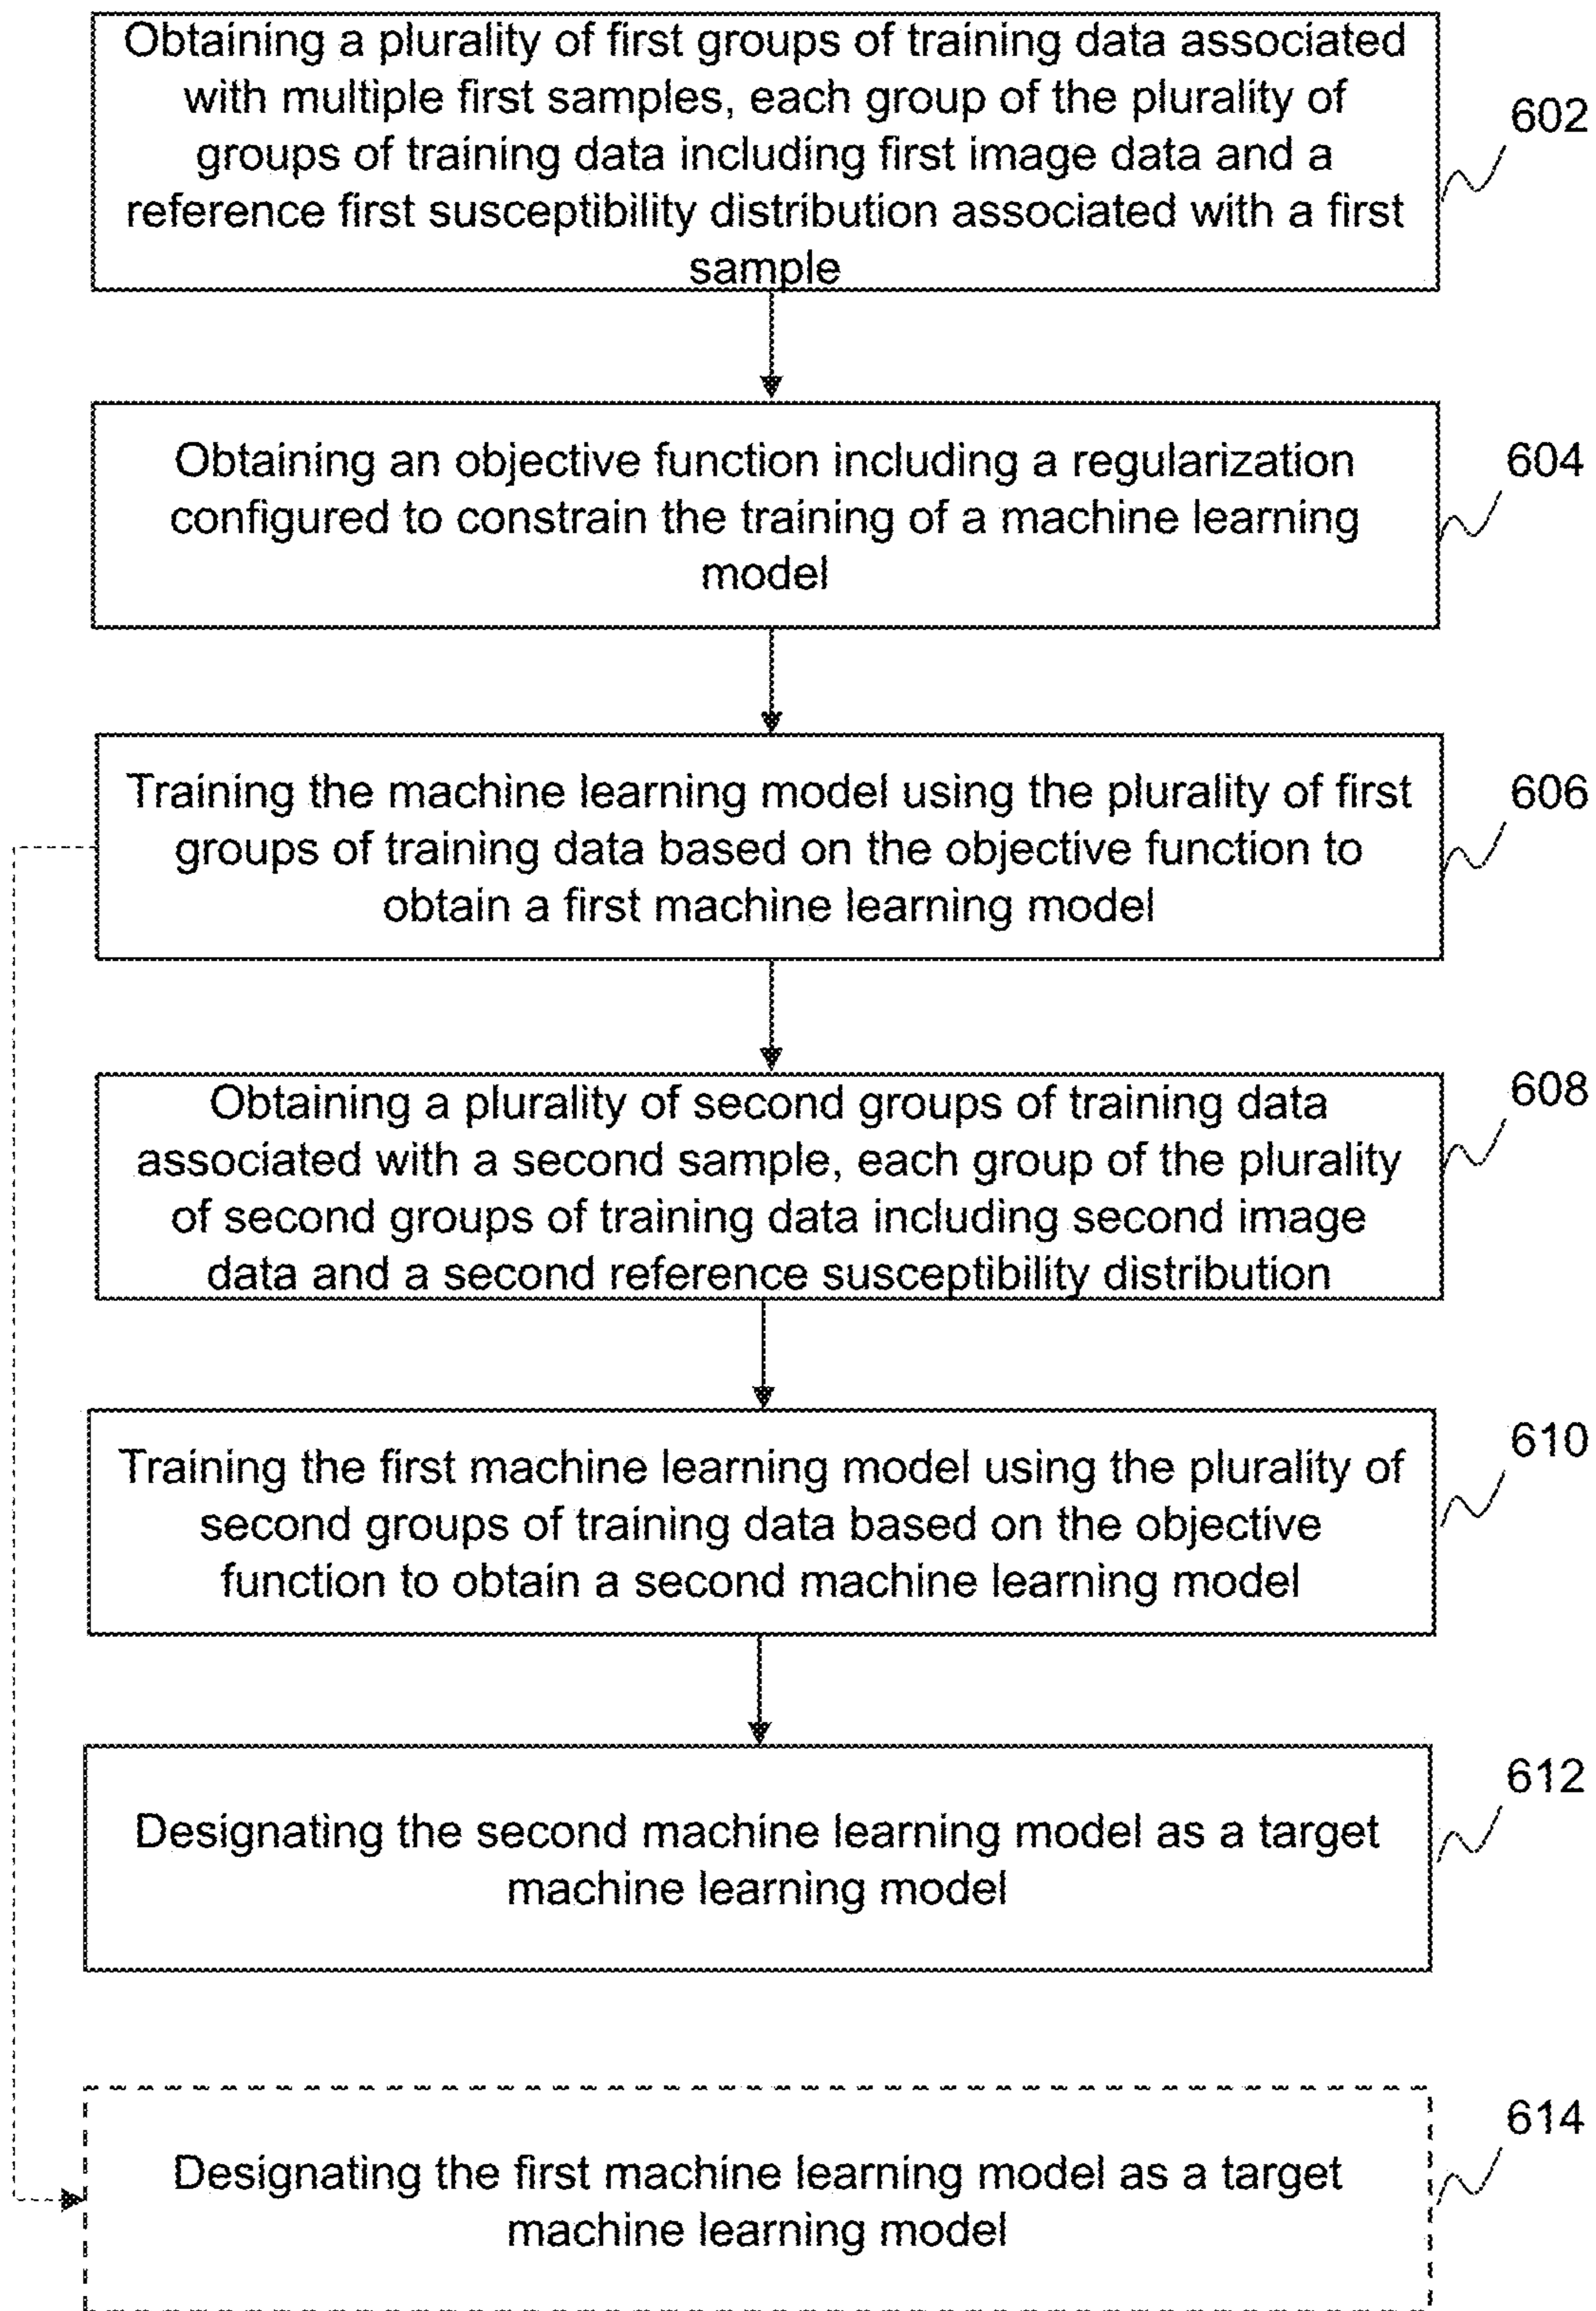 Obtaining a plurality of first groups of training data associated
with multiple first samples, each group of the plurality of
groups of training data including first image data and a
reference first susceptibility distribution associated with a first
sample
602
Obtaining an objective function including a regularization
configured to constrain the training of a machine learning
model
604
Training the machine learning model using the plurality of first
groups of training data based on the objective function to
obtain a first machine learning model
606
Obtaining a plurality of second groups of training data
associated with a second sample, each group of the plurality
of second groups of training data including second image
data and a second reference susceptibility distribution
608
Training the first machine learning model using the plurality of
second groups of training data based on the objective
function to obtain a second machine learning model
610
Designating the second machine learning model as a target
machine learning model
612
Designating the first machine learning model as a target
machine learning model
614